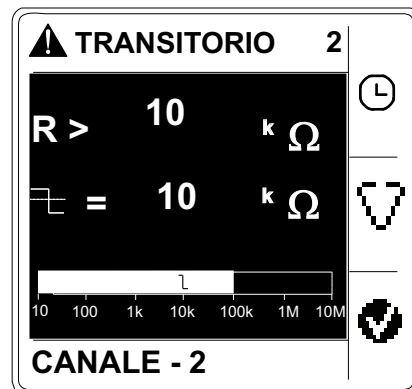 TRANSITORIO 2
R > 10 k Ω
= 10 k Ω
10 100 1k 10k 100k 1M 10M
CANALE - 2